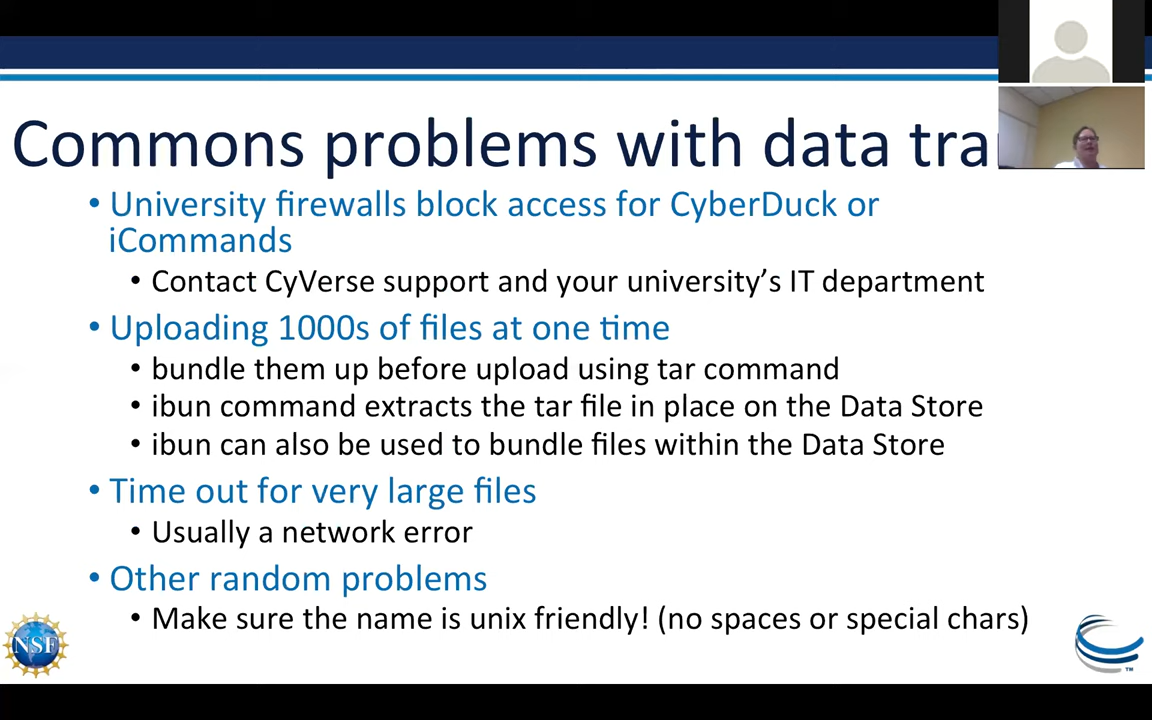 Commons problems with data tra
• University firewalls block access for CyberDuck or
iCommands
• Contact CyVerse support and your university's IT department
• Uploading 1000s of files at one time
• bundle them up before upload using tar command
• ibun command extracts the tar file in place on the Data Store
• ibun can also be used to bundle files within the Data Store
• Time out for very large files
• Usually a network error
• Other random problems
• Make sure the name is unix friendly! (no spaces or special chars)
NSF
TM